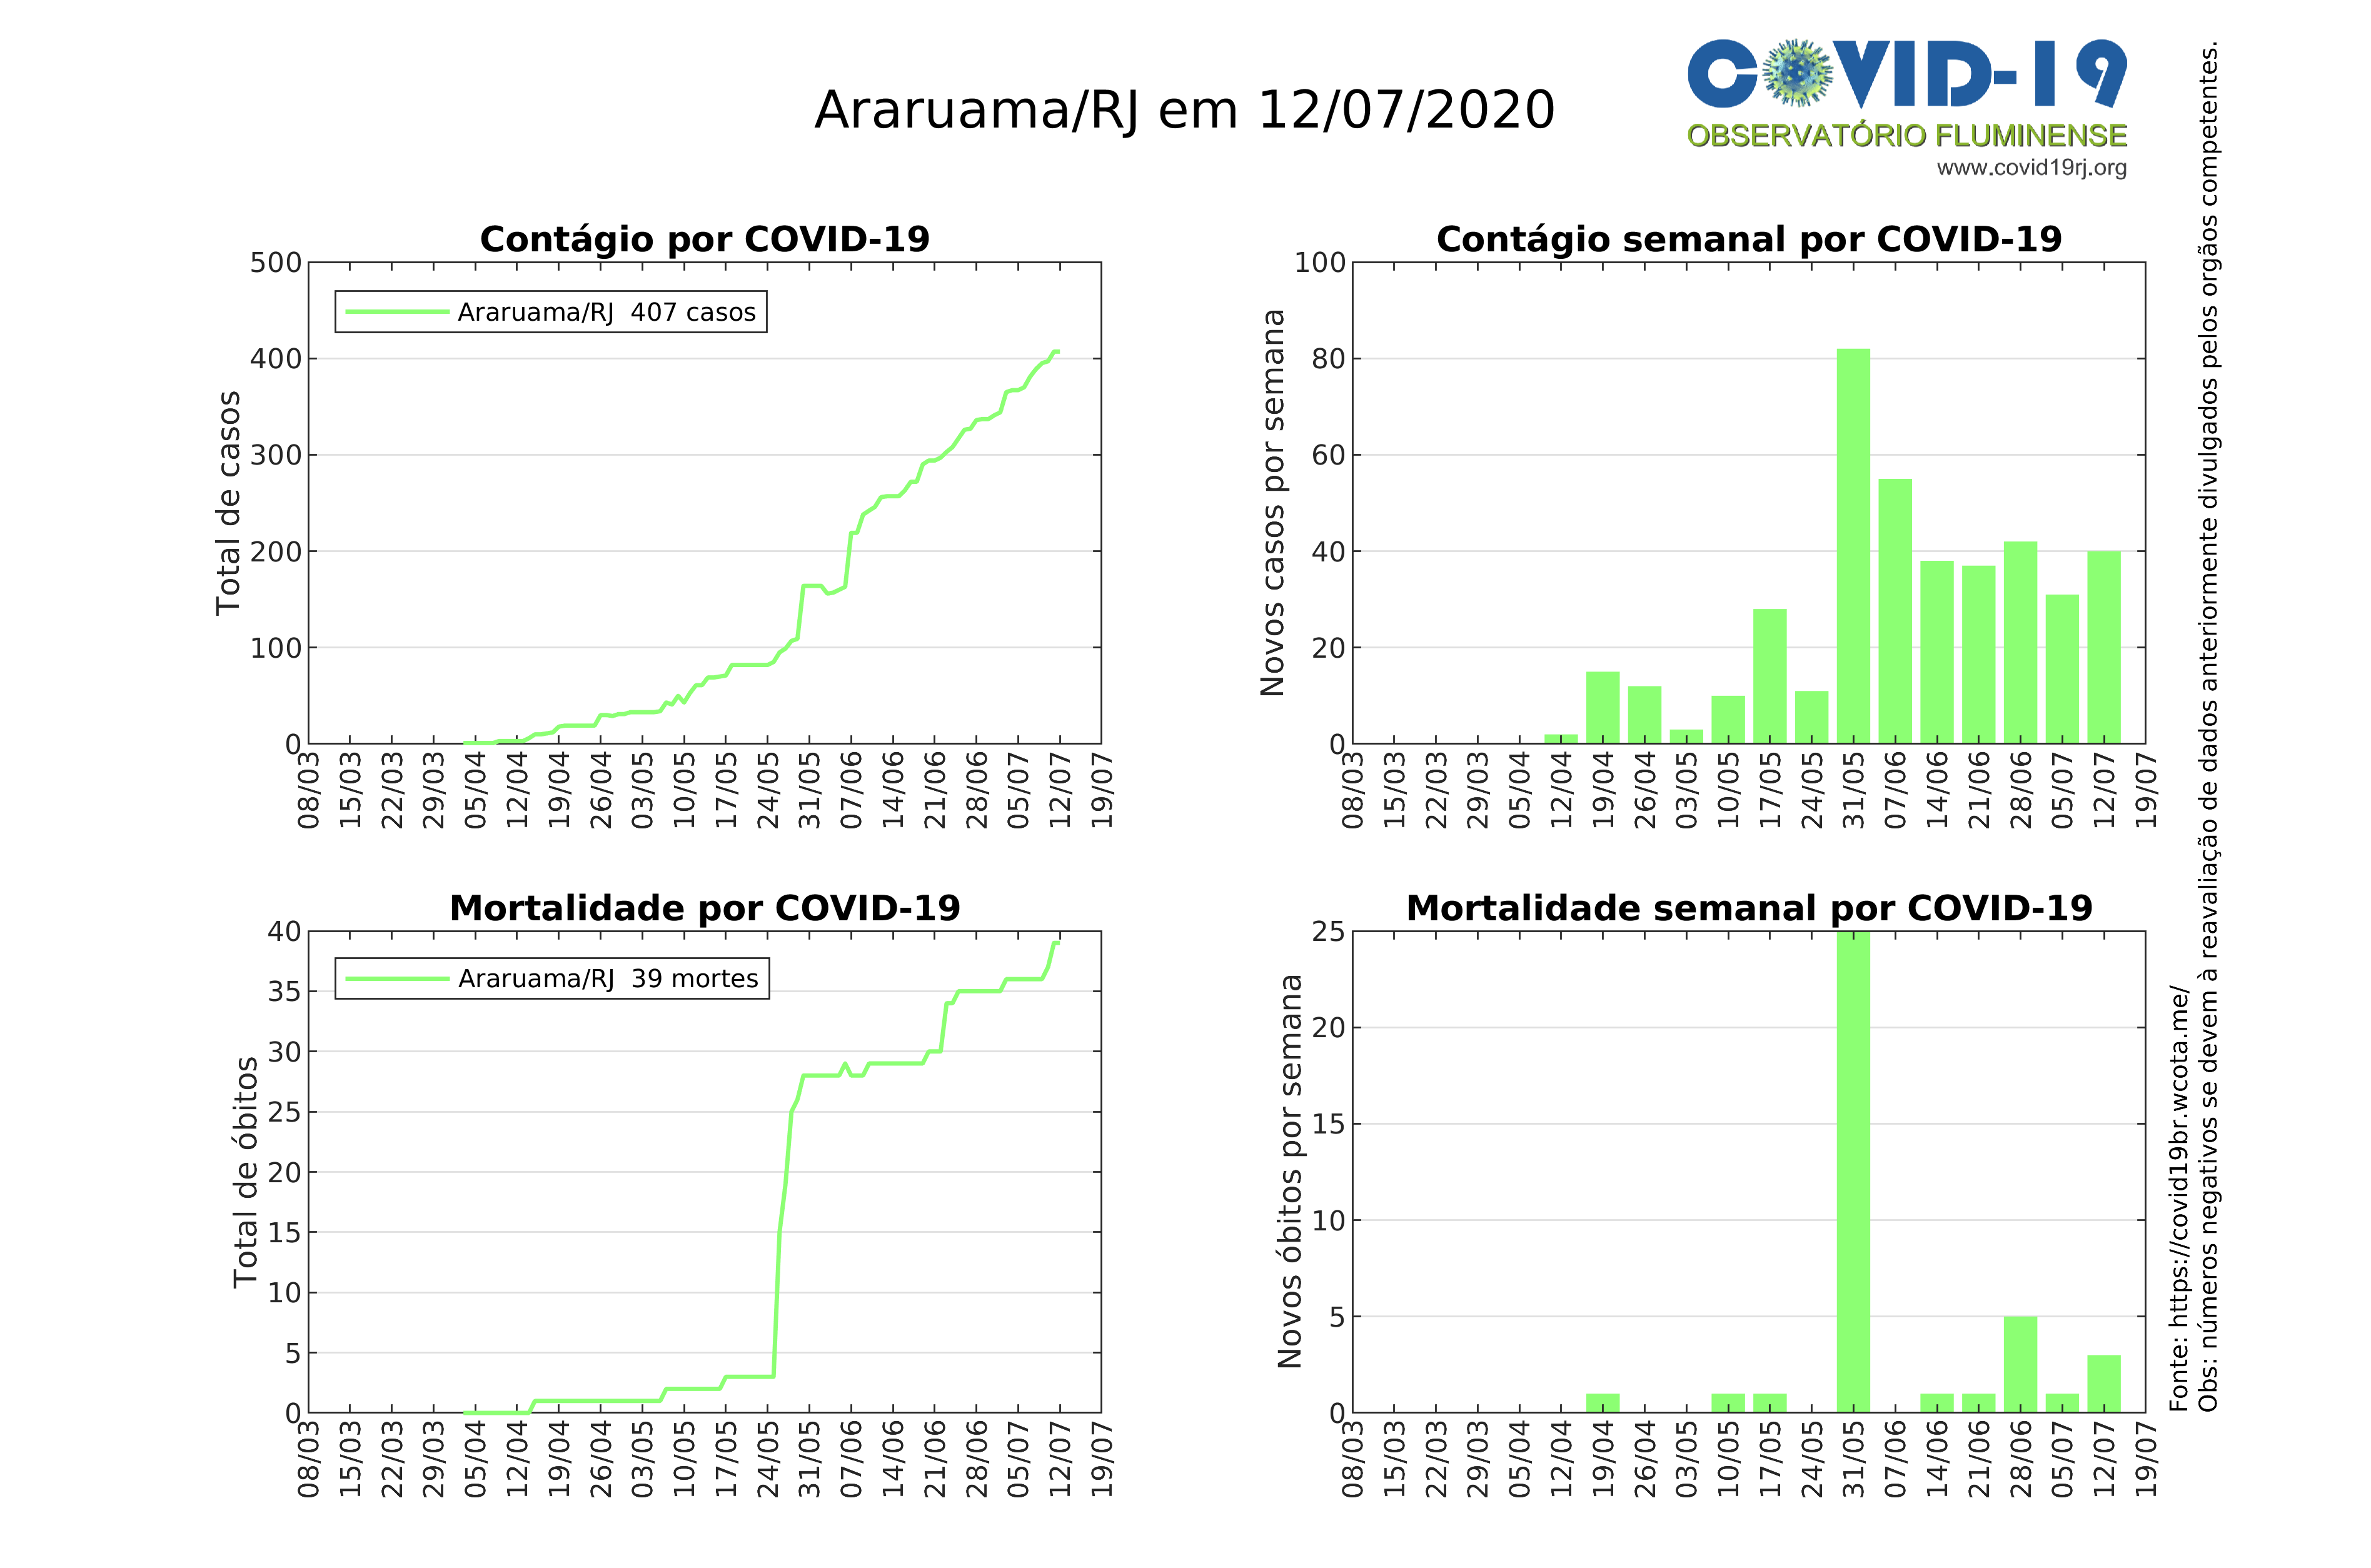 Araruama/RJ em 12/07/2020
COVID-19
OBSERVATÓRIO FLUMINENSE
www.covid19rj.org
Contágio por COVID-19
Total de casos
500
400
300
200
100
0
Araruama/RJ 407 casos
08/03 15/03 22/03 29/03 05/04 12/04 19/04 26/04 03/05 10/05 17/05 24/05 31/05 07/06 14/06 21/06 28/06 05/07 12/07 19/07
Contágio semanal por COVID-19
Novos casos por semana
100
80
60
40
20
0
08/03 15/03 22/03 29/03 05/04 12/04 19/04 26/04 03/05 10/05 17/05 24/05 31/05 07/06 14/06 21/06 28/06 05/07 12/07 19/07
Mortalidade por COVID-19
Total de óbitos
40
35
30
25
20
15
10
5
0
Araruama/RJ 39 mortes
08/03 15/03 22/03 29/03 05/04 12/04 19/04 26/04 03/05 10/05 17/05 24/05 31/05 07/06 14/06 21/06 28/06 05/07 12/07 19/07
Mortalidade semanal por COVID-19
Novos óbitos por semana
25
20
15
10
5
0
08/03 15/03 22/03 29/03 05/04 12/04 19/04 26/04 03/05 10/05 17/05 24/05 31/05 07/06 14/06 21/06 28/06 05/07 12/07 19/07
Fonte: https://covid19br.wcota.me/
Obs: números negativos se devem à reavaliação de dados anteriormente divulgados pelos orgãos competentes.